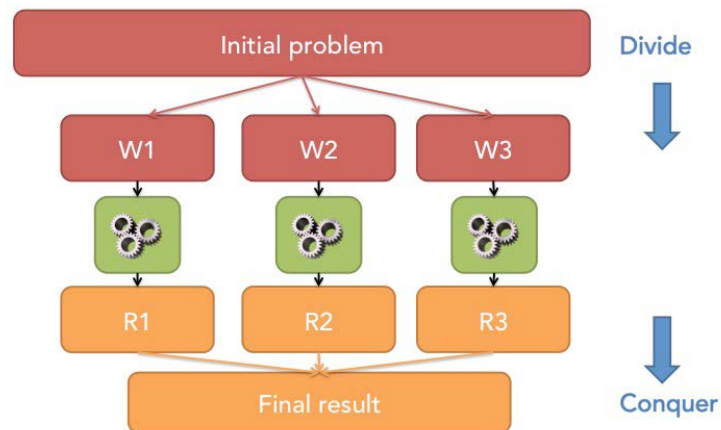 Initial problem
Divide
W1
W2
W3
R1
R2
R3
Final result
Conquer